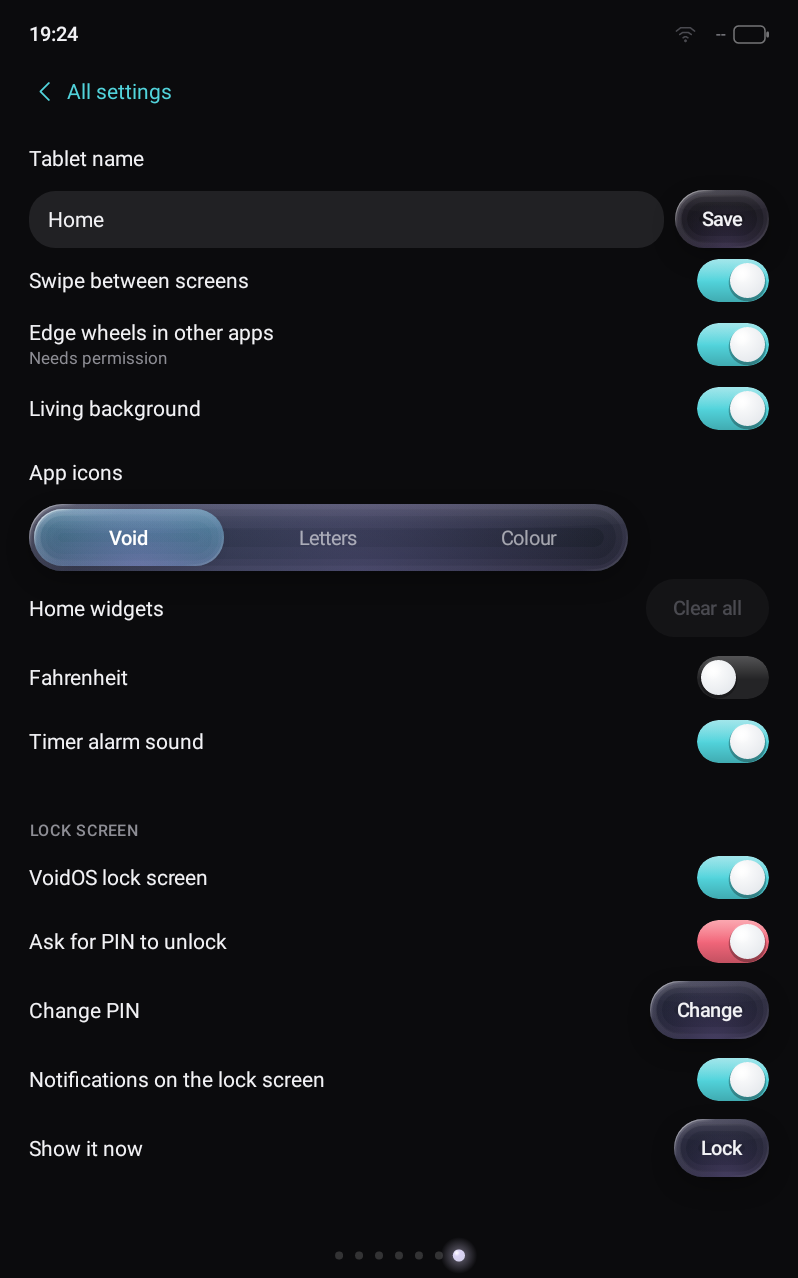 19:24
--
All settings
Tablet name
Home
Save
Swipe between screens
Edge wheels in other apps
Needs permission
Living background
App icons
Void Letters Colour
Home widgets
Clear all
Fahrenheit
Timer alarm sound
LOCK SCREEN
VoidOS lock screen
Ask for PIN to unlock
Change PIN
Change
Notifications on the lock screen
Show it now
Lock